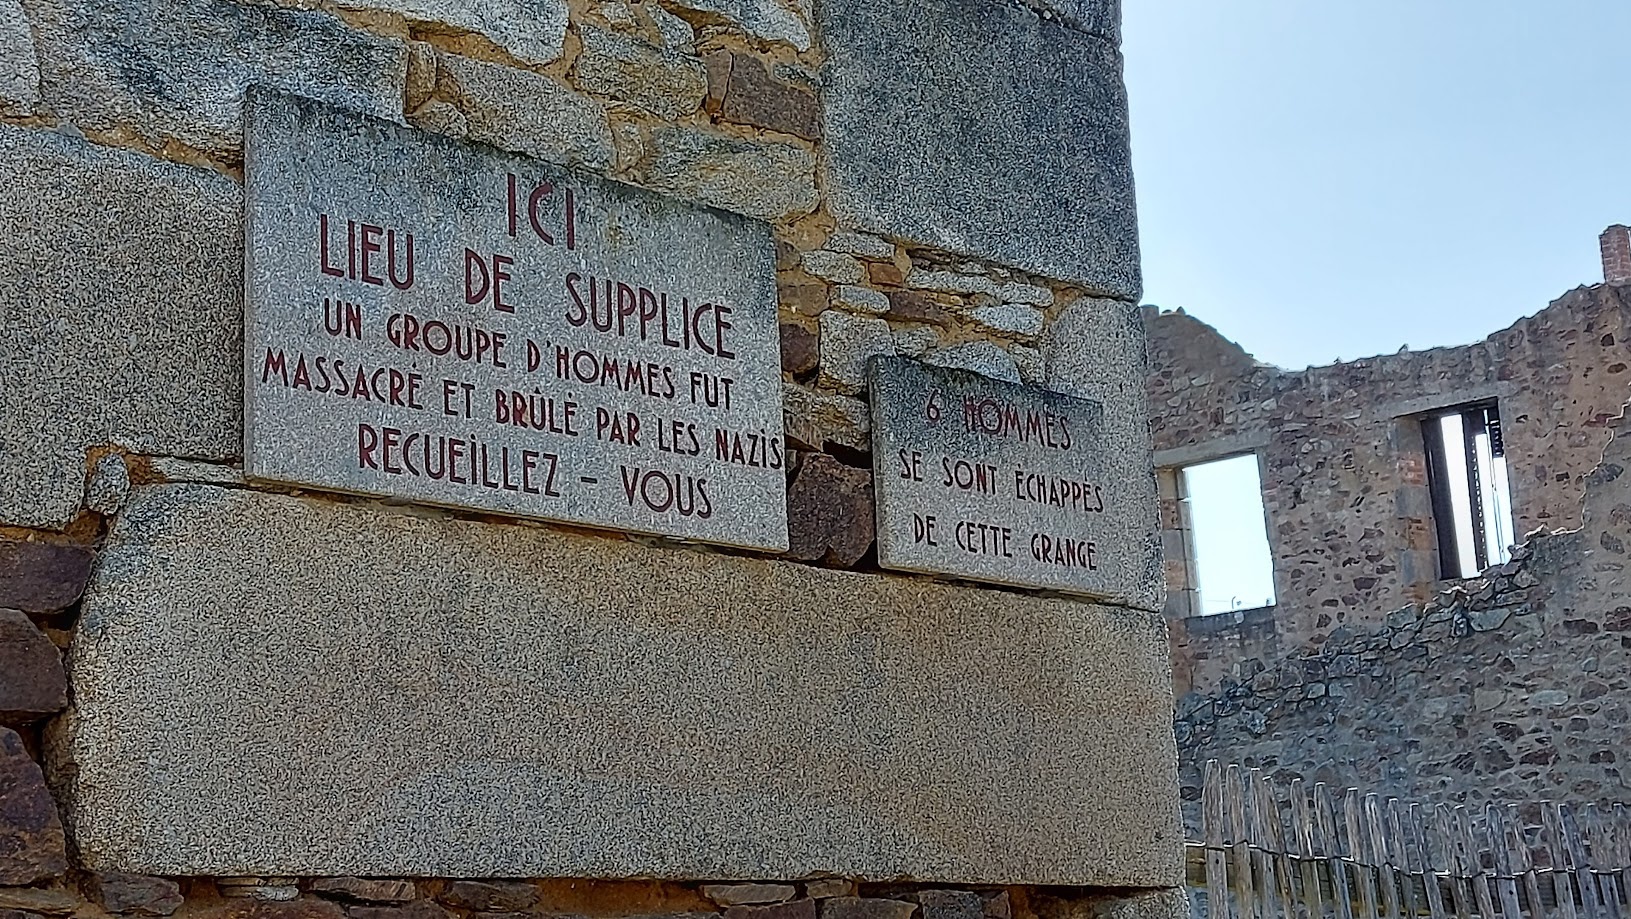 ICI
LIEU DE SUPPLICE
UN GROUPE D'HOMMES FUT
MASSACRÉ ET BRÛLÉ PAR LES NAZIS
RECUEILLEZ - VOUS
6 HOMMES
SE SONT ÉCHAPPES
DE CETTE GRANGE